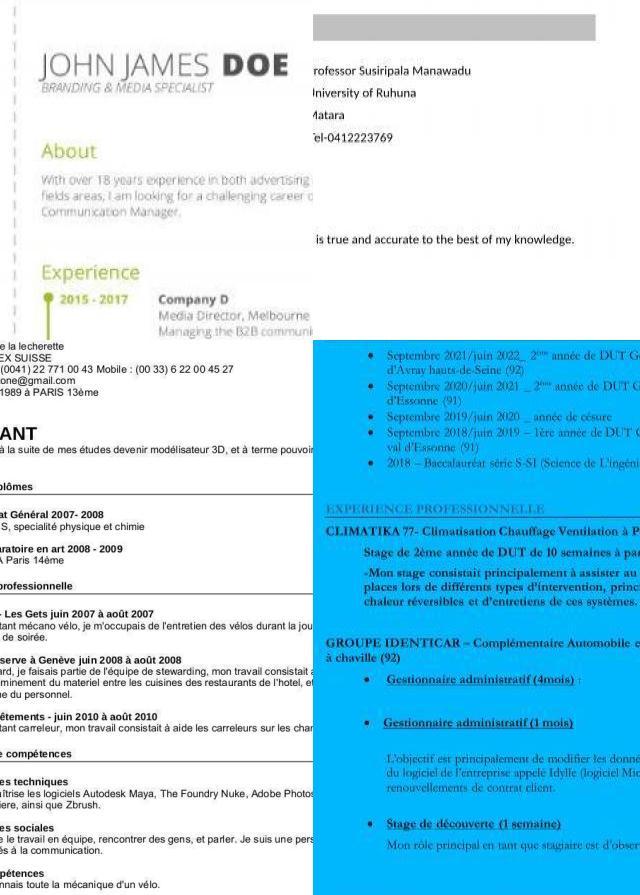 JOHN JAMES DOE
BRANDING & MEDIA SPECIALIST
About
With over 18 years experience in both advertising
fields areas, I am looking for a challenging career
Communication Manager.
Experience
2015 - 2017 Company D
Media Director, Melbourne
Managing the B2B communi
rofessor Susiripala Manawadu
University of Ruhuna
Matara
Tel-0412223769
is true and accurate to the best of my knowledge.
e la lecherette
EX SUISSE
(0041) 22 771 00 43 Mobile : (00 33) 6 22 00 45 27
one@gmail.com
1989 à PARIS 13ème
ANT
à la suite de mes études devenir modélisateur 3D, et à terme pouvoir
plômes
at Général 2007- 2008
S, specialité physique et chimie
aratoire en art 2008 - 2009
A Paris 14ème
professionnelle
- Les Gets juin 2007 à août 2007
tant mécano vélo, je m'occupais de l'entretien des vélos durant la jou
de soirée.
serve à Genève juin 2008 à août 2008
ard, je faisais partie de l'équipe de stewarding, mon travail consistait a
minement du materiel entre les cuisines des restaurants de l'hotel, et
ne du personnel.
êtements - juin 2010 à août 2010
tant carreleur, mon travail consistait à aide les carreleurs sur les char
e compétences
es techniques
aîtrise les logiciels Autodesk Maya, The Foundry Nuke, Adobe Photos
iere, ainsi que Zbrush.
es sociales
e le travail en équipe, rencontrer des gens, et parler. Je suis une pers
és à la communication.
pétences
onnais toute la mécanique d'un vélo.
• Septembre 2021/juin 2022_ 2ème année de DUT G
d'Avray hauts-de-Seine (92)
• Septembre 2020/juin 2021 _ 2ème année de DUT G
d'Essonne (91)
• Septembre 2019/juin 2020 _ année de césure
• Septembre 2018/juin 2019 – 1ère année de DUT G
val d'Essonne (91)
• 2018 – Baccalauréat série S-SI (Science de L'ingéni
EXPERIENCE PROFESSIONNELLE
CLIMATIKA 77- Climatisation Chauffage Ventilation à P
Stage de 2ème année de DUT de 10 semaines à par
-Mon stage consistait principalement à assister au
places lors de différents types d'intervention, princi
chaleur réversibles et d'entretiens de ces systèmes.
GROUPE IDENTICAR – Complémentaire Automobile e
à chaville (92)
• Gestionnaire administratif (4mois) :
• Gestionnaire administratif (1 mois)
L'objectif est principalement de modifier les donné
du logiciel de l'entreprise appelé Idylle (logiciel Mic
renouvellements de contrat client.
• Stage de découverte (1 semaine)
Mon rôle principal en tant que stagiaire est d'obser